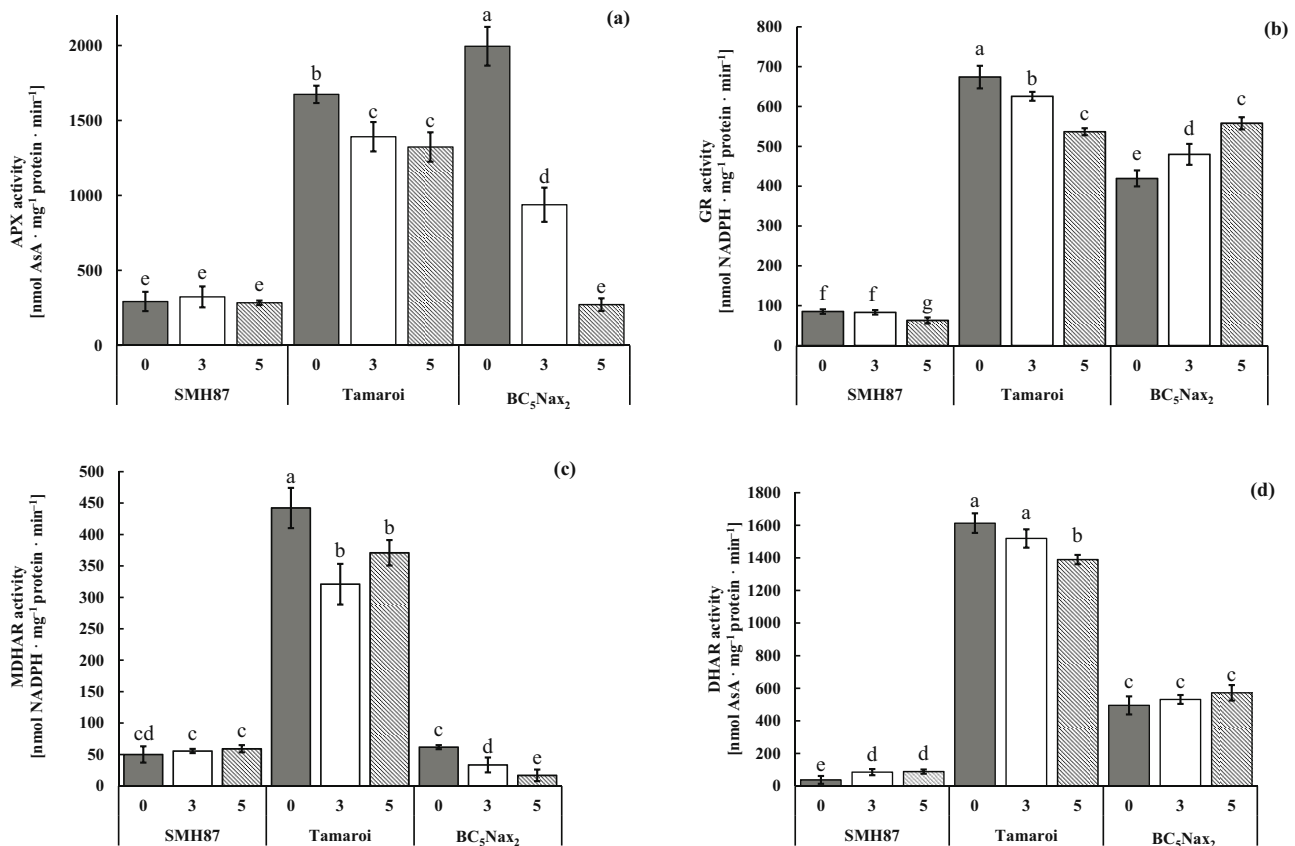 (a)
APX activity
[nmol AsA · mg⁻¹ protein · min⁻¹]
2000
1500
1000
500
0
e e e b c c a d e
0 3 5 0 3 5 0 3 5
SMH87 Tamaroi BC₅Nax₂
(b)
GR activity
[nmol NADPH · mg⁻¹ protein · min⁻¹]
800
700
600
500
400
300
200
100
0
f f g a b c e d c
0 3 5 0 3 5 0 3 5
SMH87 Tamaroi BC₅Nax₂
(c)
MDHAR activity
[nmol NADPH · mg⁻¹ protein · min⁻¹]
500
450
400
350
300
250
200
150
100
50
0
cd c c a b b c d e
0 3 5 0 3 5 0 3 5
SMH87 Tamaroi BC₅Nax₂
(d)
DHAR activity
[nmol AsA · mg⁻¹ protein · min⁻¹]
1800
1600
1400
1200
1000
800
600
400
200
0
e d d a a b c c c
0 3 5 0 3 5 0 3 5
SMH87 Tamaroi BC₅Nax₂